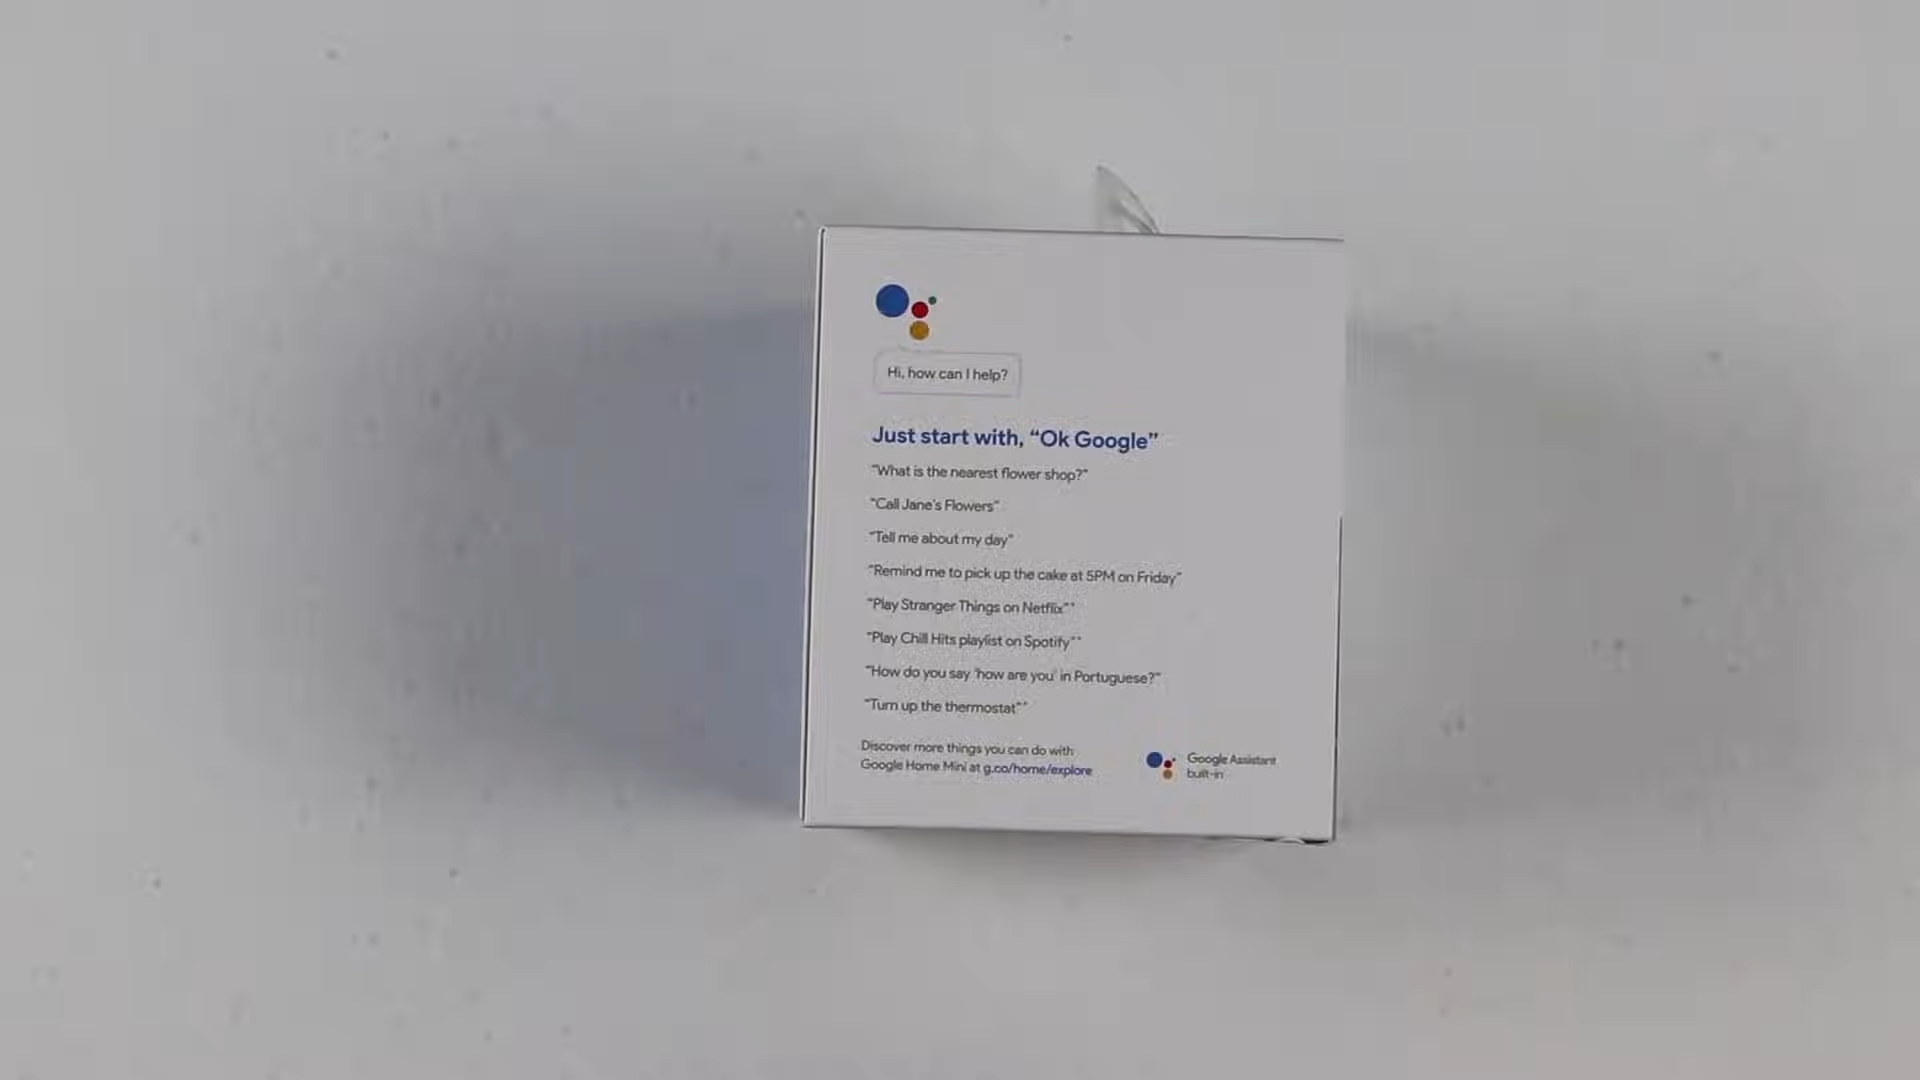 Hi, how can I help?
Just start with, “Ok Google”
“What is the nearest flower shop?”
“Call Jane's Flowers”
“Tell me about my day”
“Remind me to pick up the cake at 5PM on Friday”
“Play Stranger Things on Netflix”*
“Play Chill Hits playlist on Spotify”*
“How do you say ‘how are you’ in Portuguese?”
“Turn up the thermostat”*
Discover more things you can do with
Google Home Mini at g.co/home/explore
Google Assistant
built-in